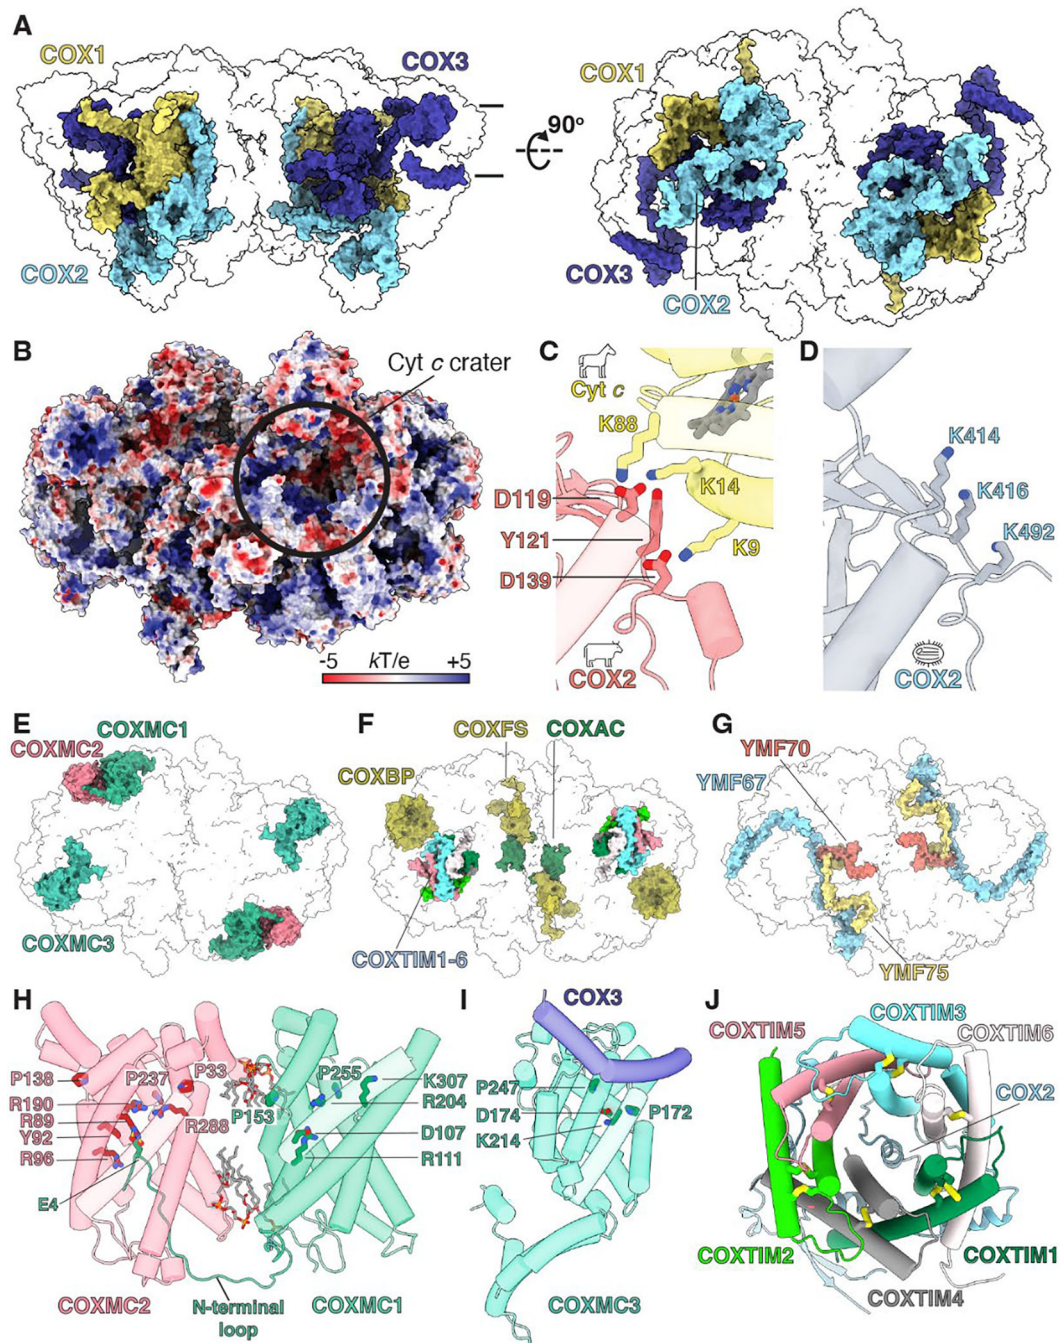 A
COX1
COX3
COX2
90°
COX1
COX3
COX2
B
Cyt c crater
-5 kT/e +5
C
Cyt c
K88
K14
D119
Y121
K9
D139
COX2
D
K414
K416
K492
COX2
E
COXMC1
COXMC2
COXMC3
F
COXFS
COXAC
COXBP
COXTIM1-6
G
YMF70
YMF67
YMF75
H
P138
P237
P33
P255
K307
R190
P153
R204
R89
R288
Y92
D107
R96
R111
E4
COXMC2
N-terminal
loop
COXMC1
I
COX3
P247
D174
P172
K214
COXMC3
J
COXTIM3
COXTIM5
COXTIM6
COX2
COXTIM2
COXTIM1
COXTIM4